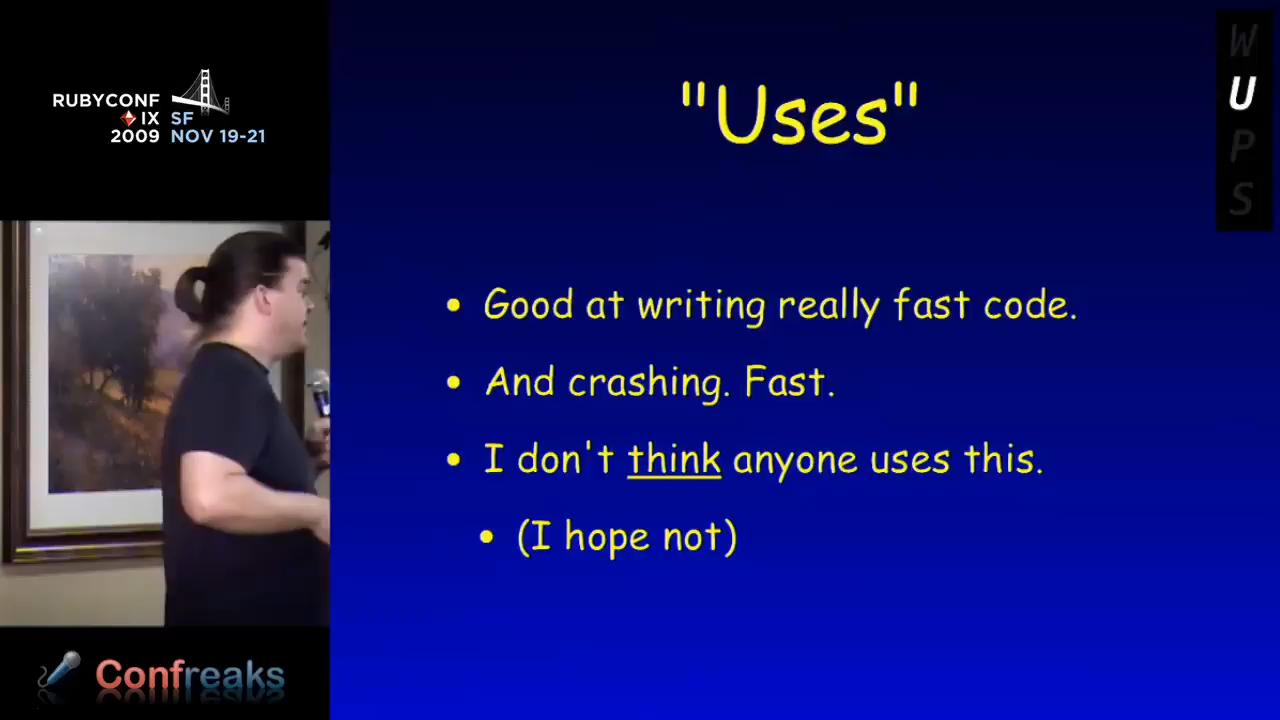 RUBYCONF
IX SF
2009 NOV 19-21
"Uses"
W
U
P
S
• Good at writing really fast code.
• And crashing. Fast.
• I don't think anyone uses this.
• (I hope not)
Confreaks